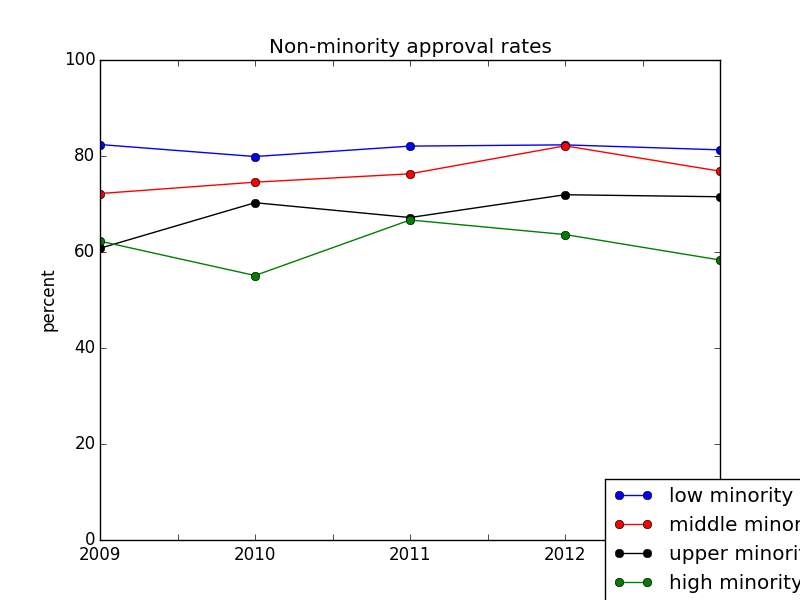 Non-minority approval rates
100
80
60
40
20
0
percent
2009 2010 2011 2012
low minority
middle minor
upper minorit
high minority